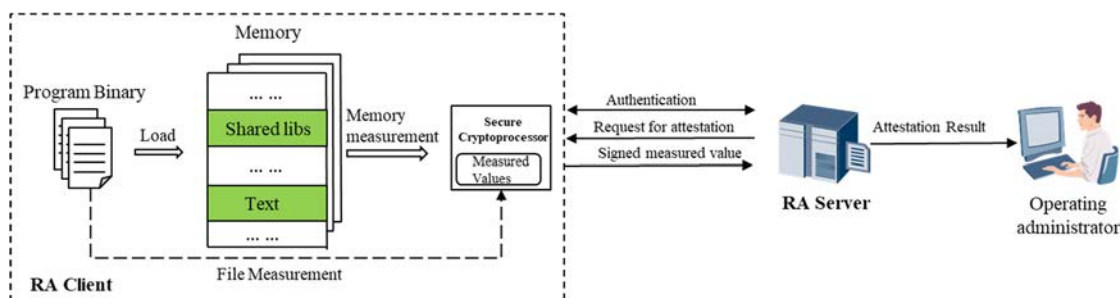 Memory
Program Binary
... ...
Shared libs
... ...
Text
... ...
Load
Memory
measurement
Secure
Cryptoprocessor
Measured
Values
File Measurement
RA Client
Authentication
Request for attestation
Signed measured value
RA Server
Attestation Result
Operating
administrator